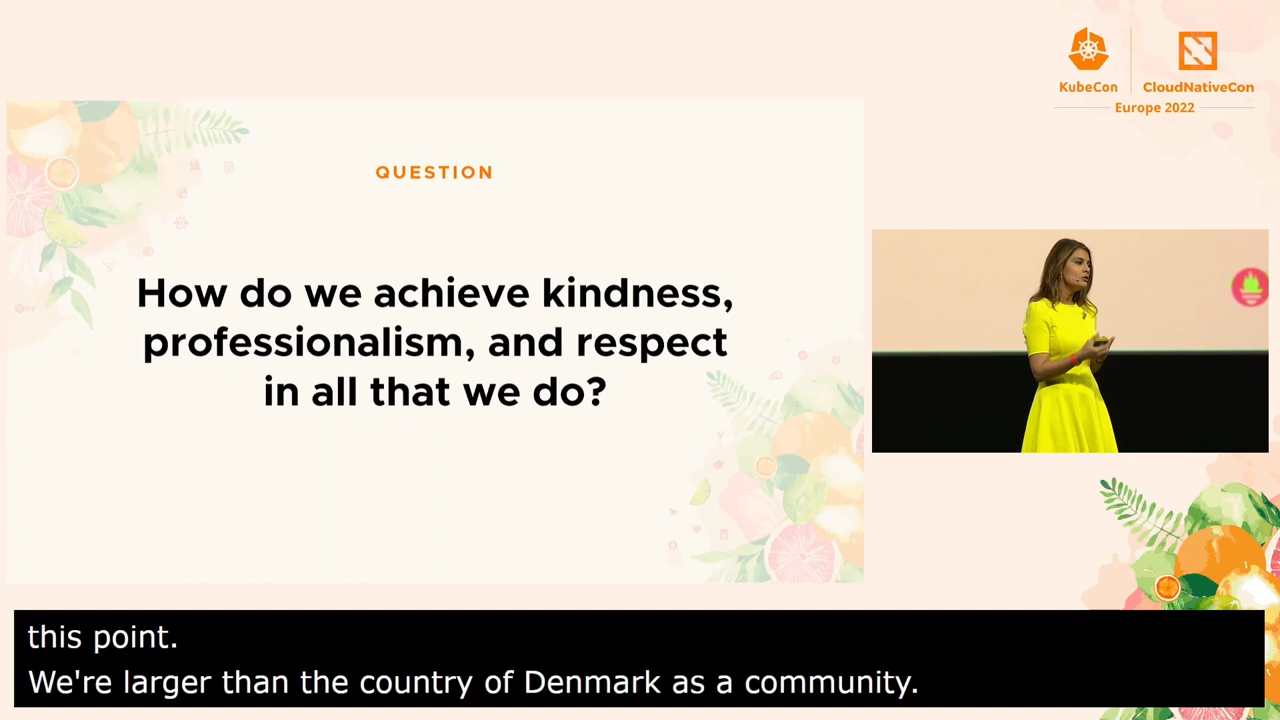 KubeCon
CloudNativeCon
Europe 2022
QUESTION
How do we achieve kindness,
professionalism, and respect
in all that we do?
this point.
We're larger than the country of Denmark as a community.